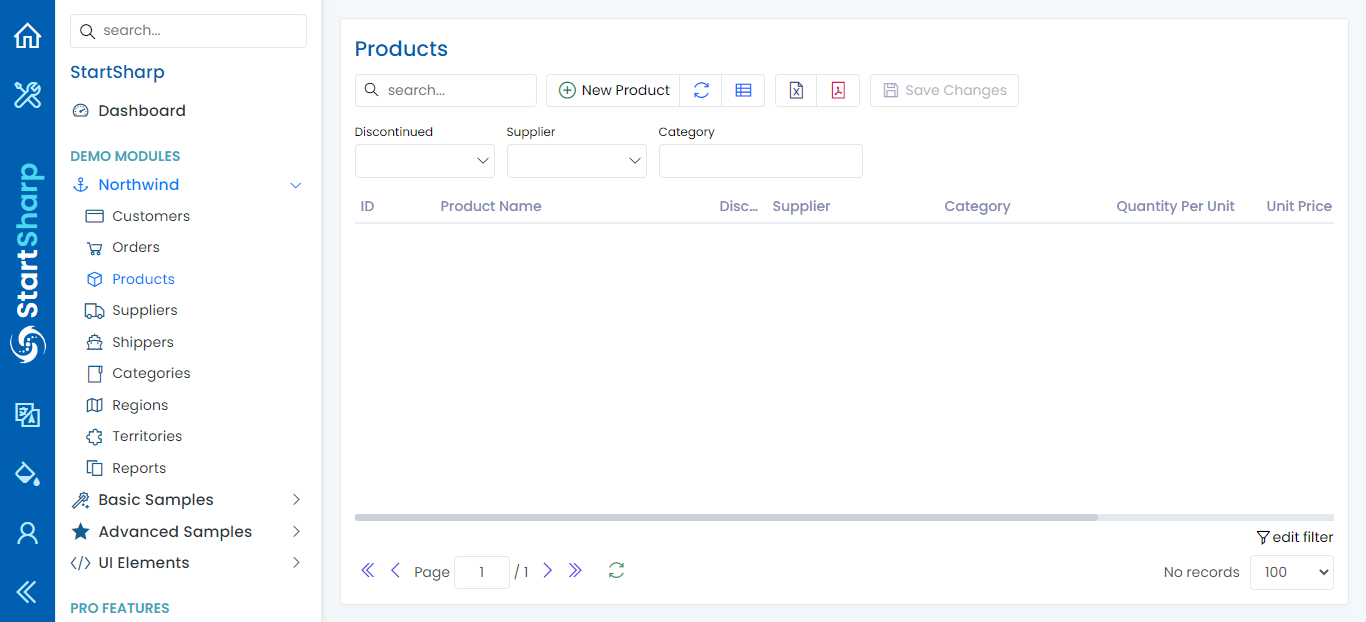 StartSharp
search...
StartSharp
Dashboard
DEMO MODULES
Northwind
Customers
Orders
Products
Suppliers
Shippers
Categories
Regions
Territories
Reports
Basic Samples
Advanced Samples
UI Elements
PRO FEATURES
Products
search... New Product Save Changes
Discontinued Supplier Category
ID Product Name Disc... Supplier Category Quantity Per Unit Unit Price
edit filter
Page 1 / 1 No records 100